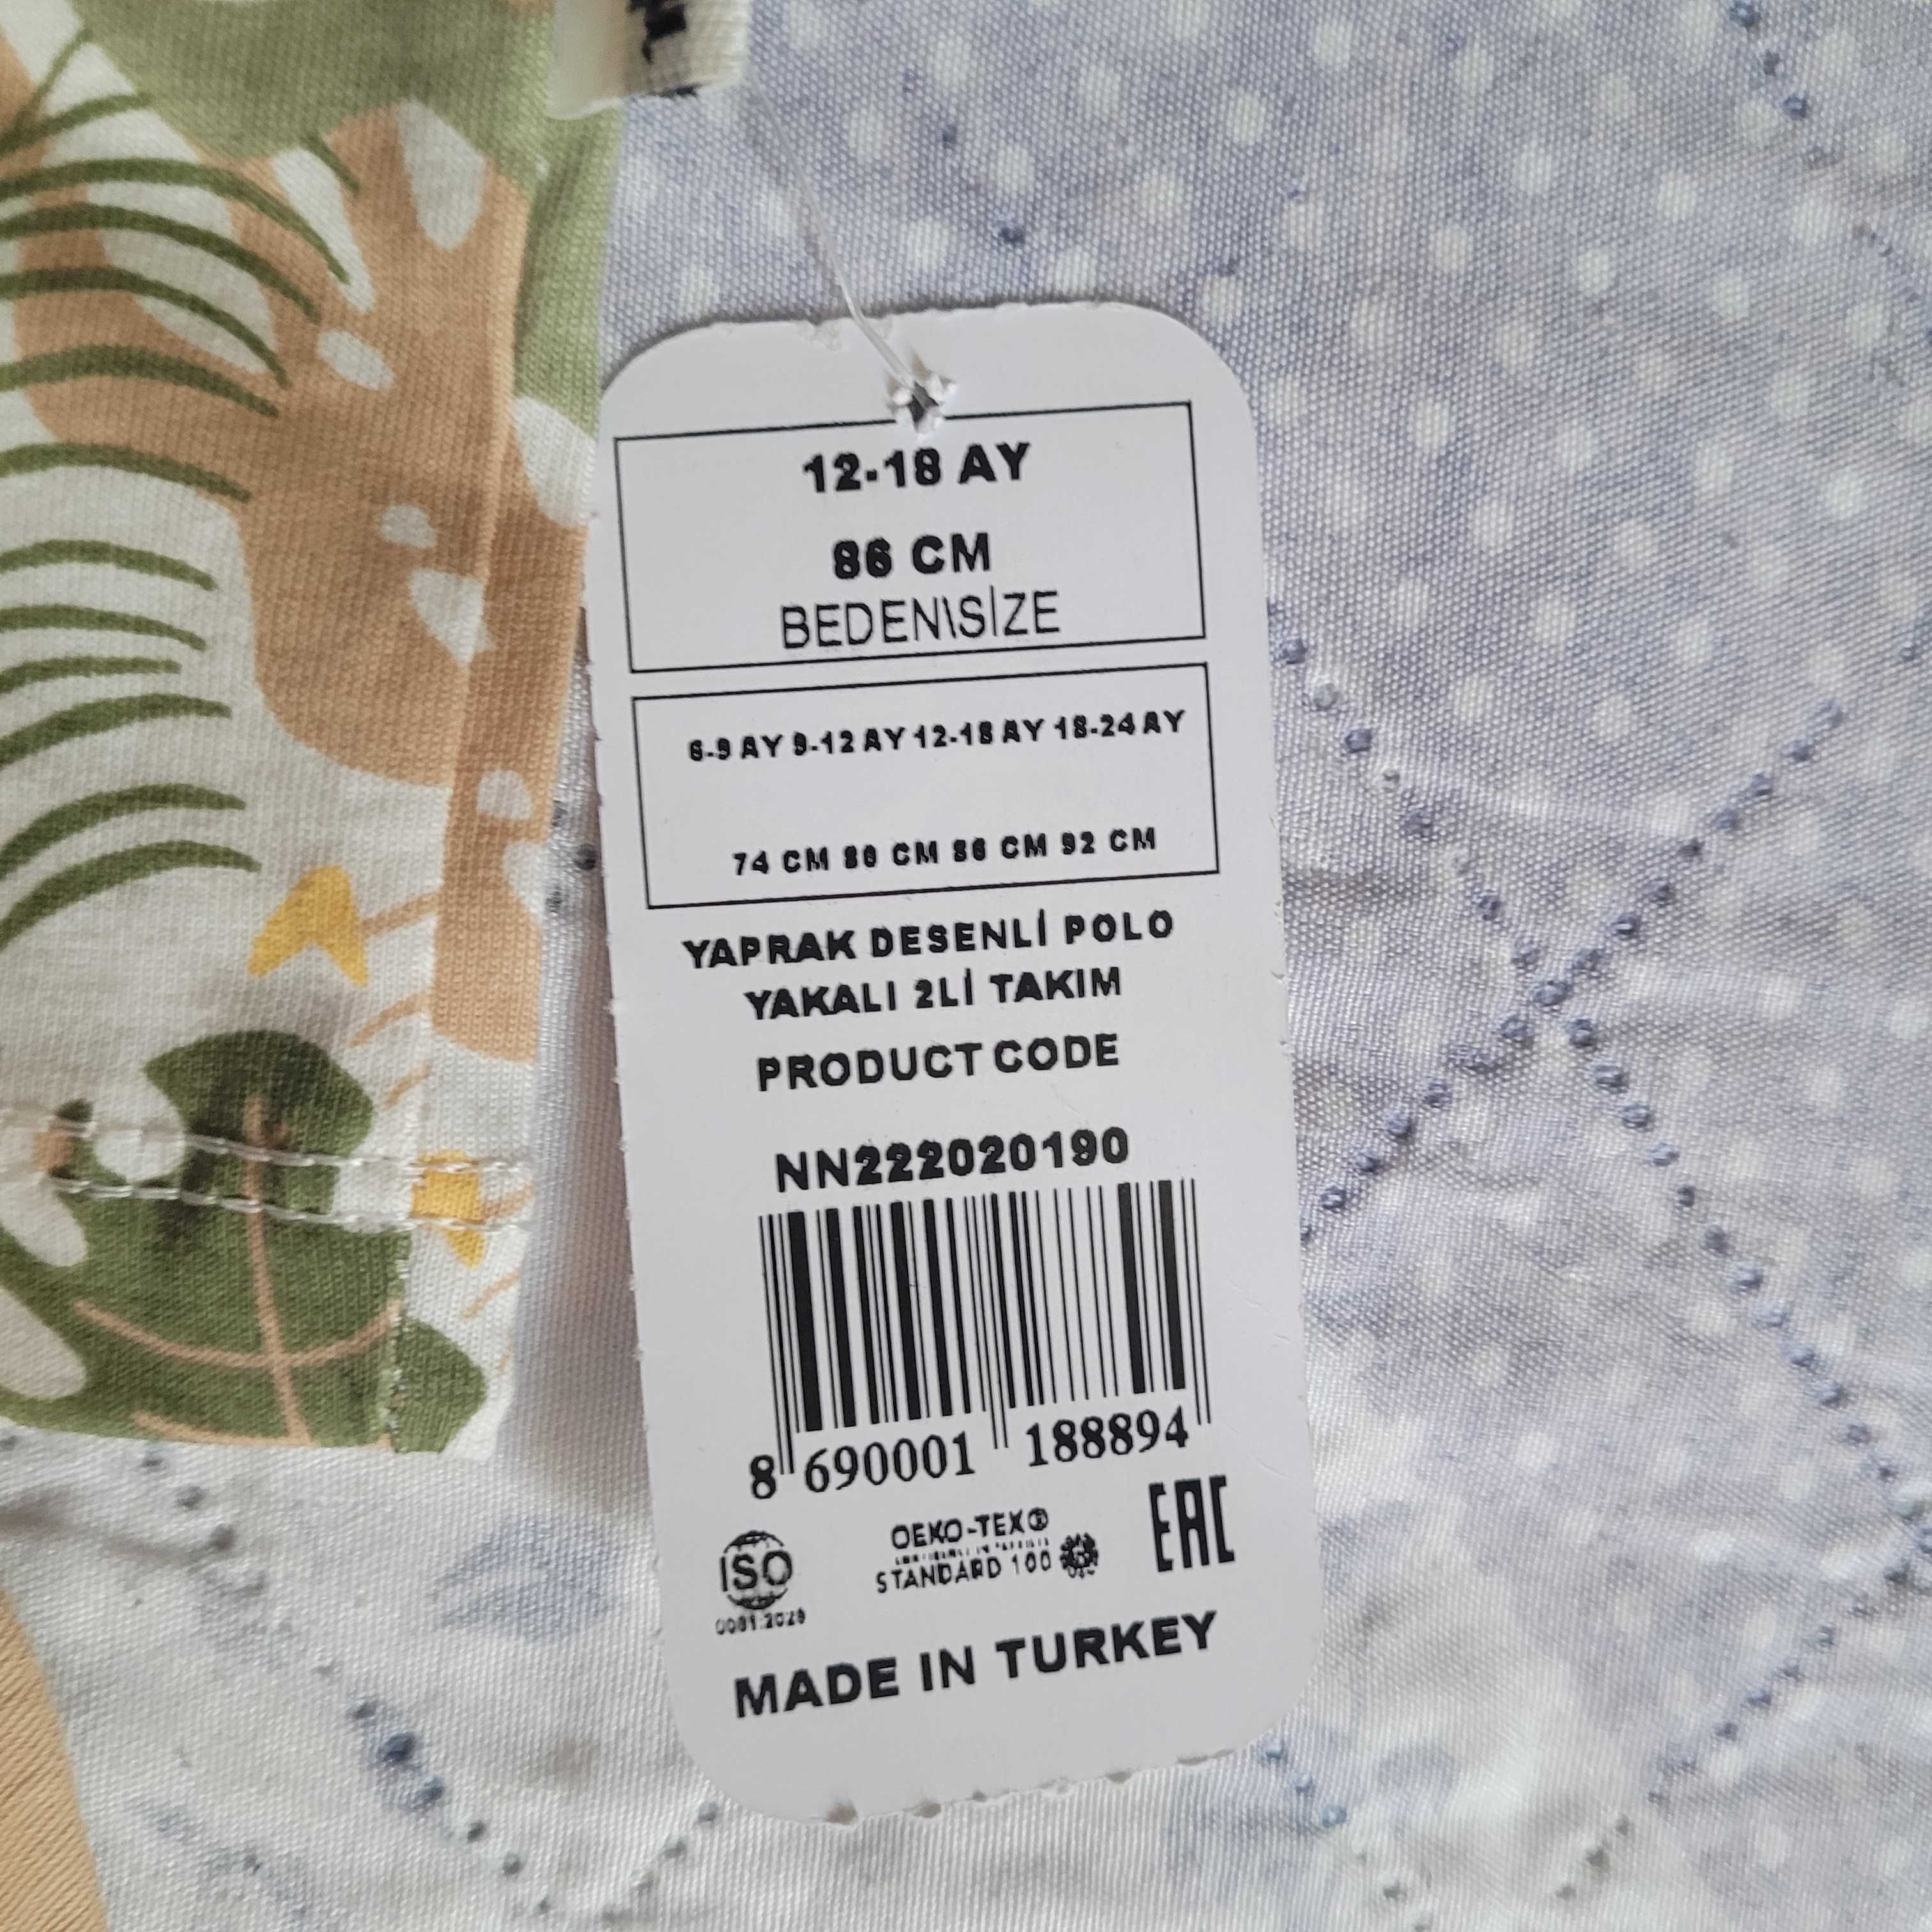 12-18 AY
86 CM
BEDEN\SİZE
6-9 AY 9-12 AY 12-18 AY 18-24 AY
74 CM 80 CM 86 CM 92 CM
YAPRAK DESENLİ POLO
YAKALI 2Lİ TAKIM
PRODUCT CODE
NN222020190
8 690001 188894
OEKO-TEX®
STANDARD 100
EAC
ISO
MADE IN TURKEY